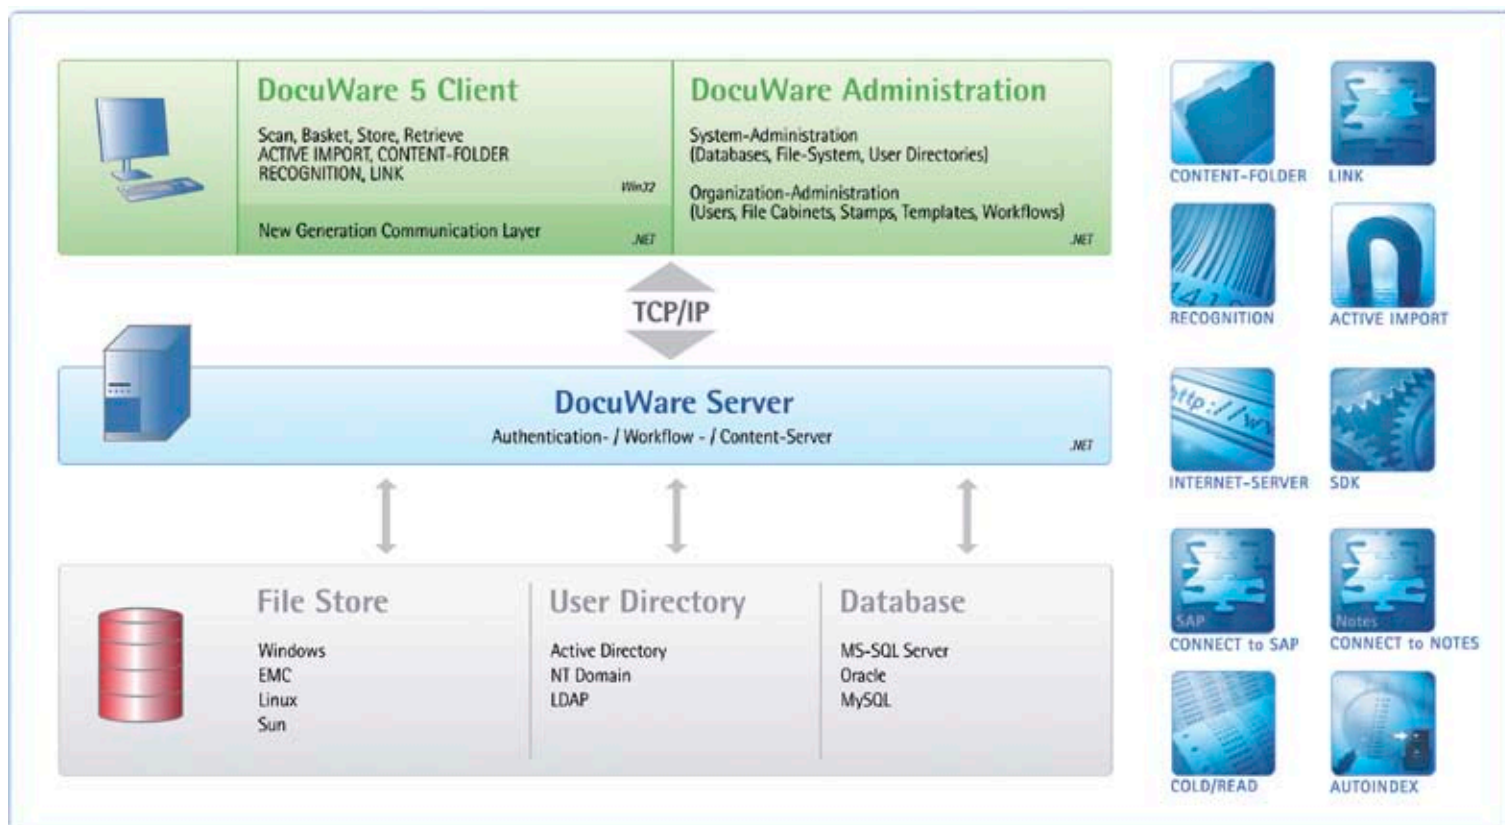 DocuWare 5 Client
Scan, Basket, Store, Retrieve
ACTIVE IMPORT, CONTENT-FOLDER
RECOGNITION, LINK
Win32
New Generation Communication Layer
.NET
DocuWare Administration
System-Administration
(Databases, File-System, User Directories)
Organization-Administration
(Users, File Cabinets, Stamps, Templates, Workflows)
.NET
TCP/IP
DocuWare Server
Authentication- / Workflow - / Content-Server
.NET
File Store
Windows
EMC
Linux
Sun
User Directory
Active Directory
NT Domain
LDAP
Database
MS-SQL Server
Oracle
MySQL
CONTENT-FOLDER
LINK
1410
RECOGNITION
ACTIVE IMPORT
http://w
INTERNET-SERVER
SDK
SAP
CONNECT to SAP
Notes
CONNECT to NOTES
COLD/READ
AUTOINDEX